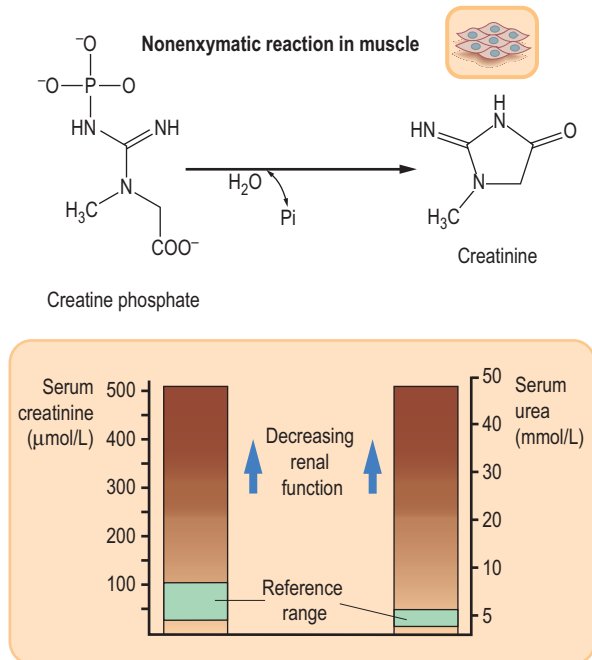 Nonenxymatic reaction in muscle
⁻O
O⁻
⁻O–P–O
HN
NH
N
H₃C
COO⁻
Creatine phosphate
H₂O
Pi
H
N
HN
O
N
H₃C
Creatinine
Serum
creatinine
(μmol/L)
500
400
300
200
100
Decreasing
renal
function
Reference
range
50
40
30
20
10
5
Serum
urea
(mmol/L)